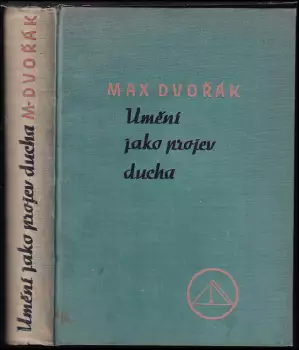 Umění jako projev ducha M·DVOŘÁK
MAX DVOŘÁK
Umění
jako projev
ducha